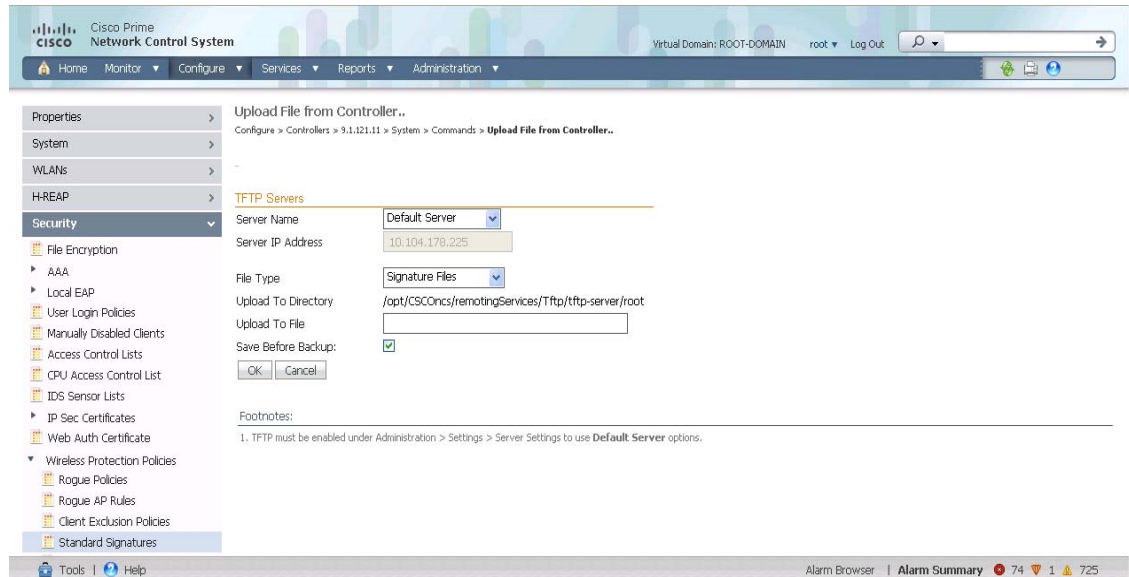 Cisco Prime
CISCO Network Control System
Virtual Domain: ROOT-DOMAIN root ▾ Log Out
Home Monitor ▼ Configure ▼ Services ▼ Reports ▼ Administration ▼
Properties
System
WLANs
H-REAP
Security
File Encryption
AAA
Local EAP
User Login Policies
Manually Disabled Clients
Access Control Lists
CPU Access Control List
IDS Sensor Lists
IP Sec Certificates
Web Auth Certificate
Wireless Protection Policies
Rogue Policies
Rogue AP Rules
Client Exclusion Policies
Standard Signatures
Upload File from Controller..
Configure > Controllers > 9.1.121.11 > System > Commands > Upload File from Controller..
TFTP Servers
Server Name Default Server
Server IP Address 10.104.178.225
File Type Signature Files
Upload To Directory /opt/CSCOncs/remotingServices/Tftp/tftp-server/root
Upload To File
Save Before Backup:
OK Cancel
Footnotes:
1. TFTP must be enabled under Administration > Settings > Server Settings to use Default Server options.
Tools | Help
Alarm Browser | Alarm Summary 74 1 725